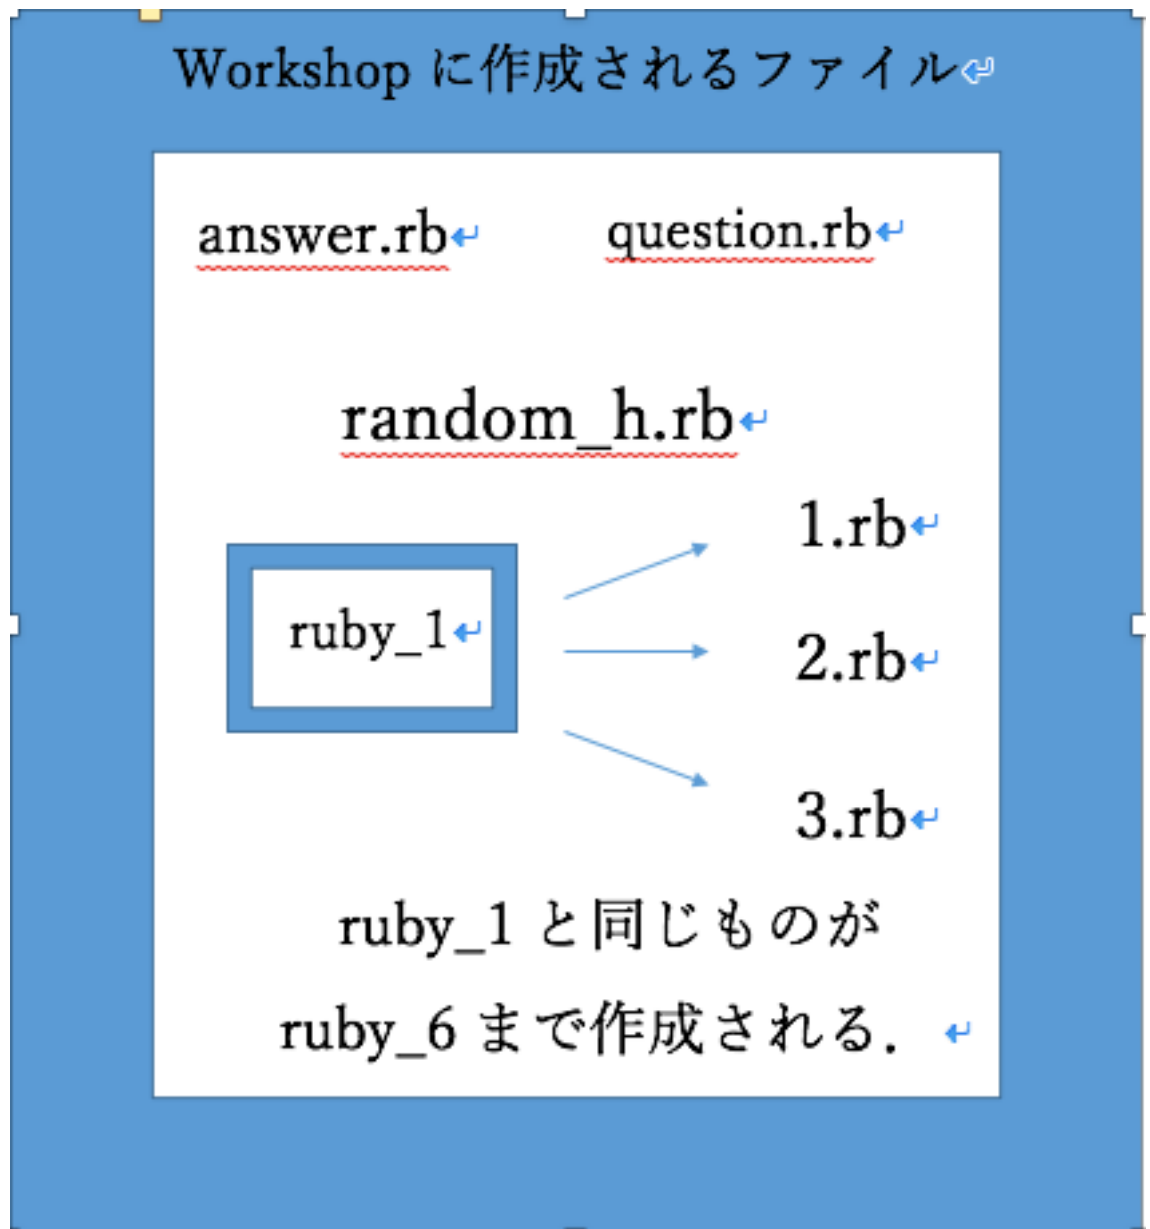 Workshop に作成されるファイル
answer.rb
question.rb
random_h.rb
1.rb
ruby_1
2.rb
3.rb
ruby_1 と同じものが
ruby_6 まで作成される．